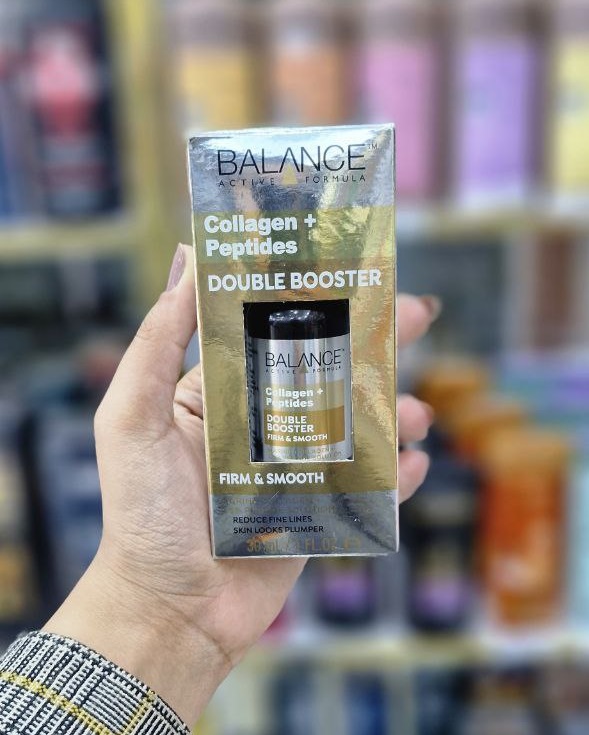 BALANCE™
ACTIVE FORMULA
Collagen +
Peptides
DOUBLE BOOSTER
BALANCE
ACTIVE FORMULA
Collagen +
Peptides
DOUBLE
BOOSTER
FIRM & SMOOTH
FIRM & SMOOTH
REDUCE FINE LINES
SKIN LOOKS PLUMPER